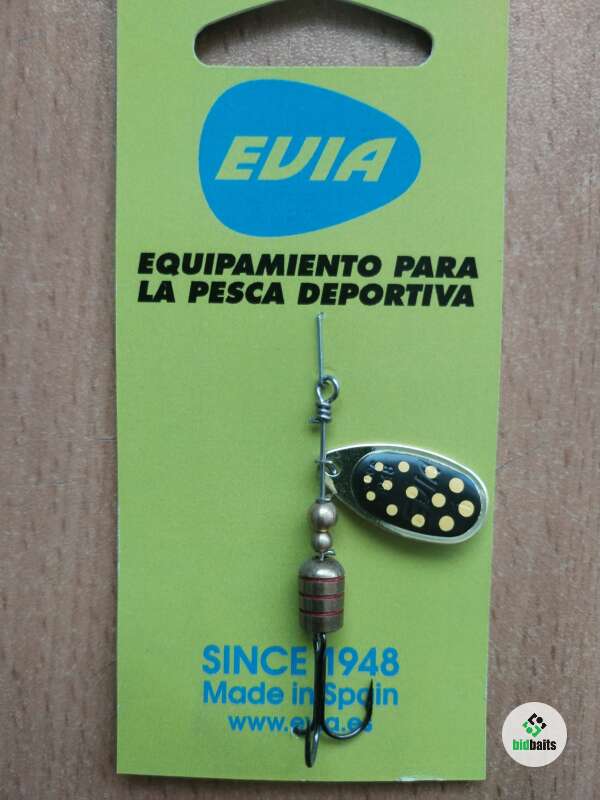 EVIA
EQUIPAMIENTO PARA
LA PESCA DEPORTIVA
SINCE 1948
Made in Spain
www.evia.es
bidbaits